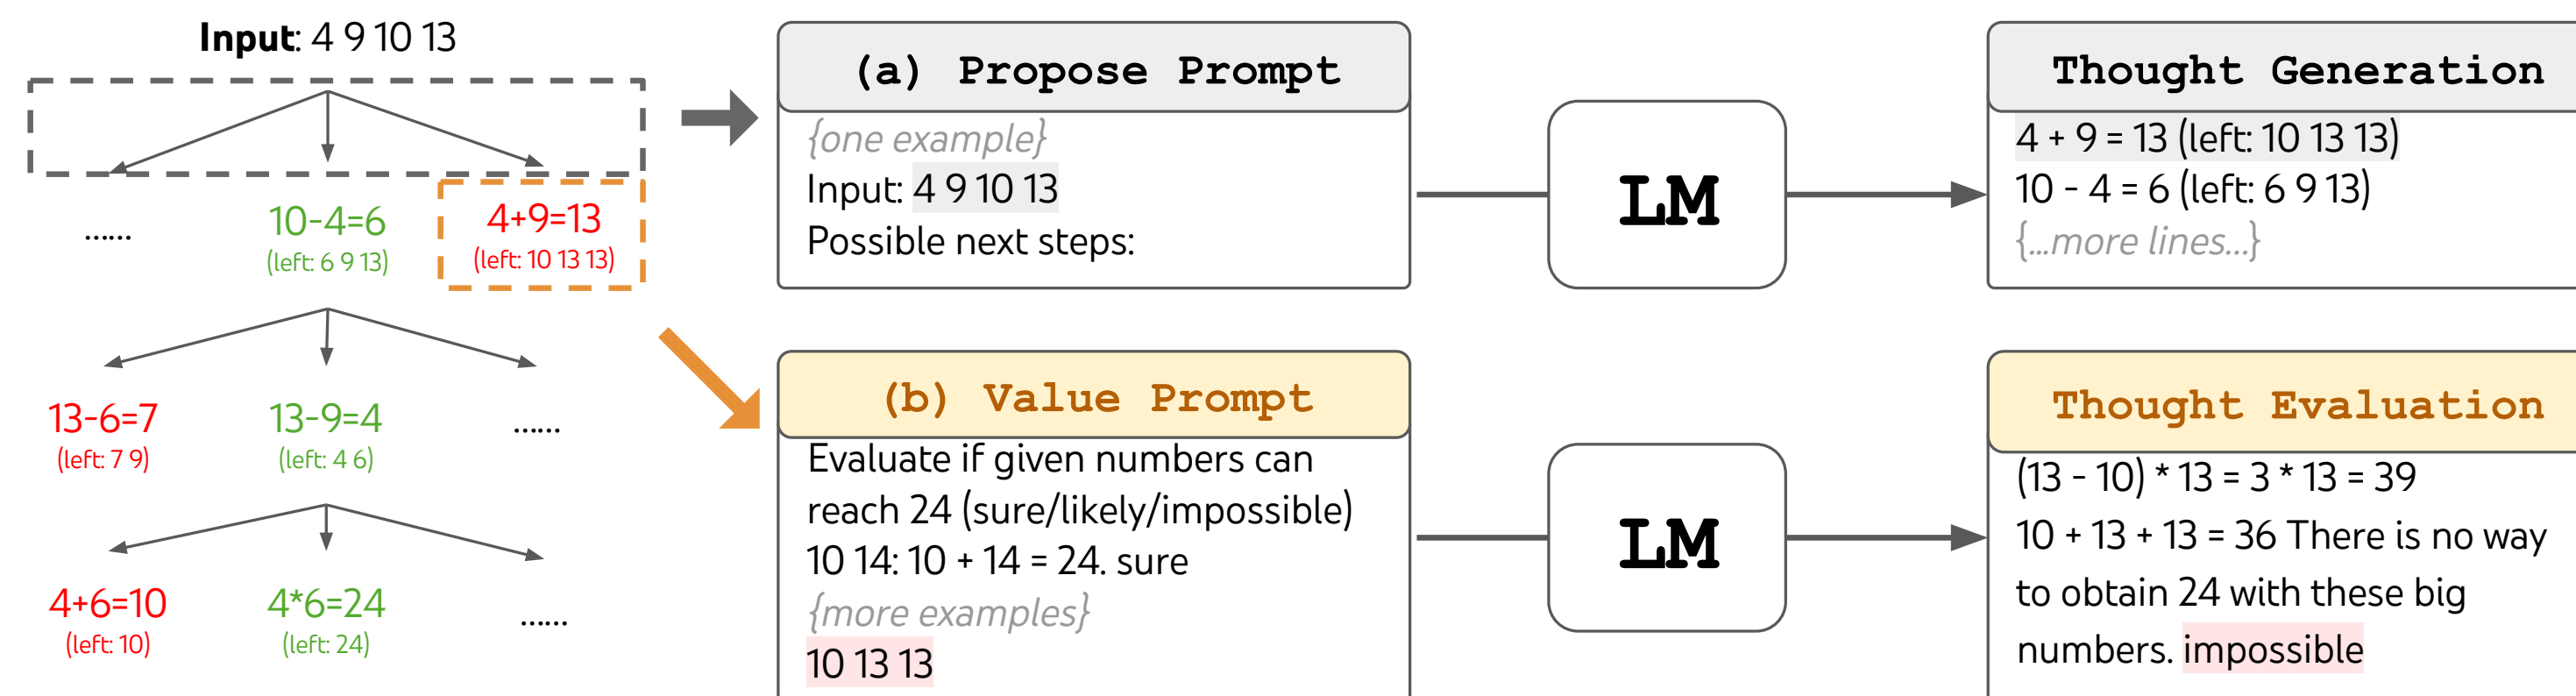 Input: 4 9 10 13
......
10-4=6
(left: 6 9 13)
4+9=13
(left: 10 13 13)
13-6=7
(left: 7 9)
13-9=4
(left: 4 6)
......
4+6=10
(left: 10)
4*6=24
(left: 24)
......
(a) Propose Prompt
{one example}
Input: 4 9 10 13
Possible next steps:
LM
Thought Generation
4 + 9 = 13 (left: 10 13 13)
10 - 4 = 6 (left: 6 9 13)
{...more lines...}
(b) Value Prompt
Evaluate if given numbers can
reach 24 (sure/likely/impossible)
10 14: 10 + 14 = 24. sure
{more examples}
10 13 13
LM
Thought Evaluation
(13 - 10) * 13 = 3 * 13 = 39
10 + 13 + 13 = 36 There is no way
to obtain 24 with these big
numbers. impossible